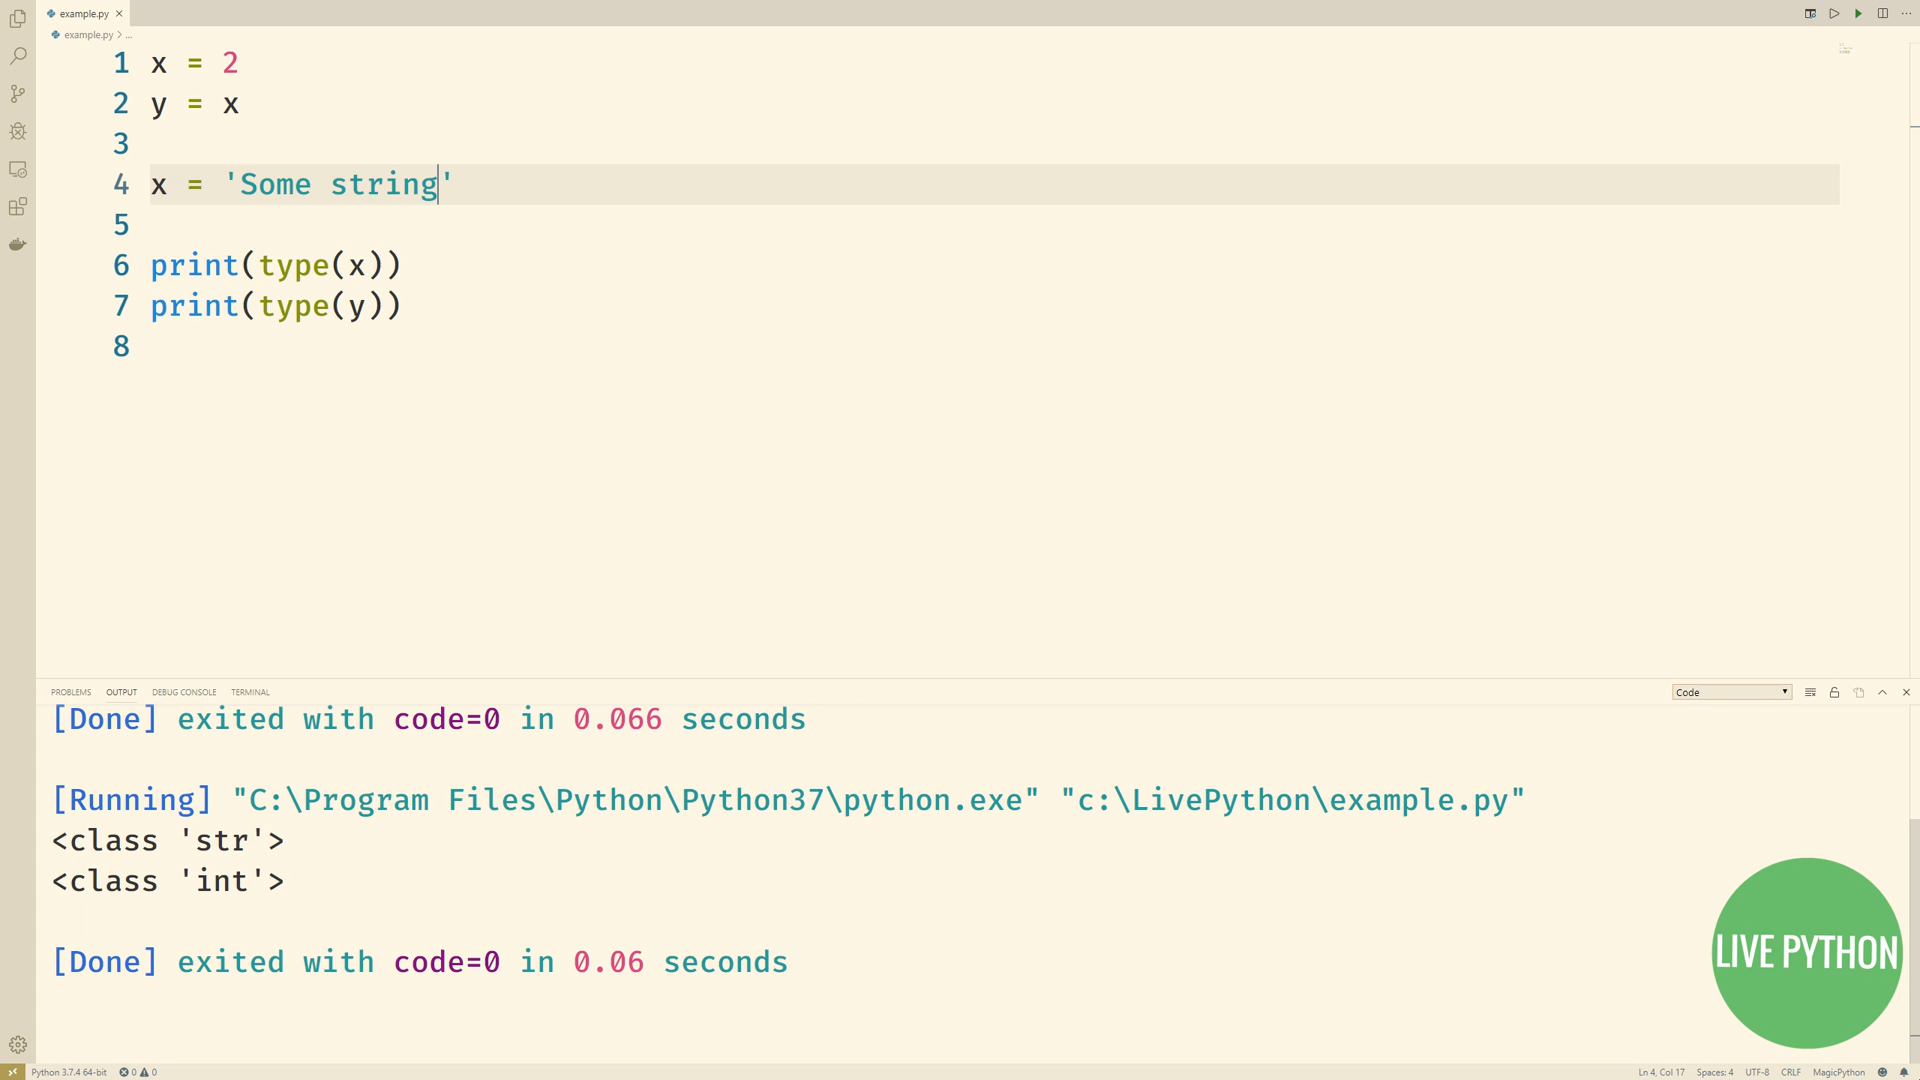 example.py
example.py > ...
1 x = 2
2 y = x
3
4 x = 'Some string'
5
6 print(type(x))
7 print(type(y))
8
PROBLEMS OUTPUT DEBUG CONSOLE TERMINAL Code
[Done] exited with code=0 in 0.066 seconds
[Running] "C:\Program Files\Python\Python37\python.exe" "c:\LivePython\example.py"
<class 'str'>
<class 'int'>
[Done] exited with code=0 in 0.06 seconds
LIVE PYTHON
Python 3.7.4 64-bit 0 0 Ln 4, Col 17 Spaces: 4 UTF-8 CRLF MagicPython